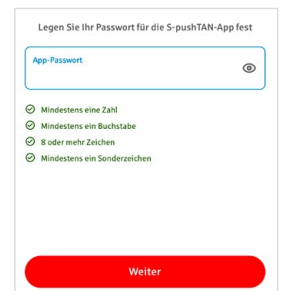 Legen Sie Ihr Passwort für die S-pushTAN-App fest
App-Passwort
Mindestens eine Zahl
Mindestens ein Buchstabe
8 oder mehr Zeichen
Mindestens ein Sonderzeichen
Weiter